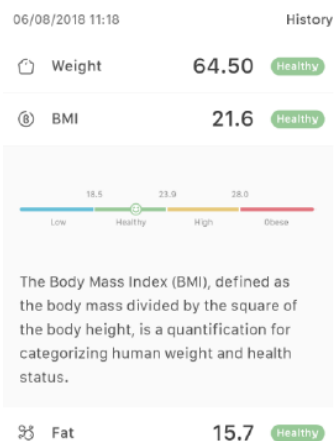 06/08/2018 11:18 History
Weight 64.50 Healthy
BMI 21.6 Healthy
18.5 23.9 28.0
Low Healthy High Obese
The Body Mass Index (BMI), defined as
the body mass divided by the square of
the body height, is a quantification for
categorizing human weight and health
status.
Fat 15.7 Healthy